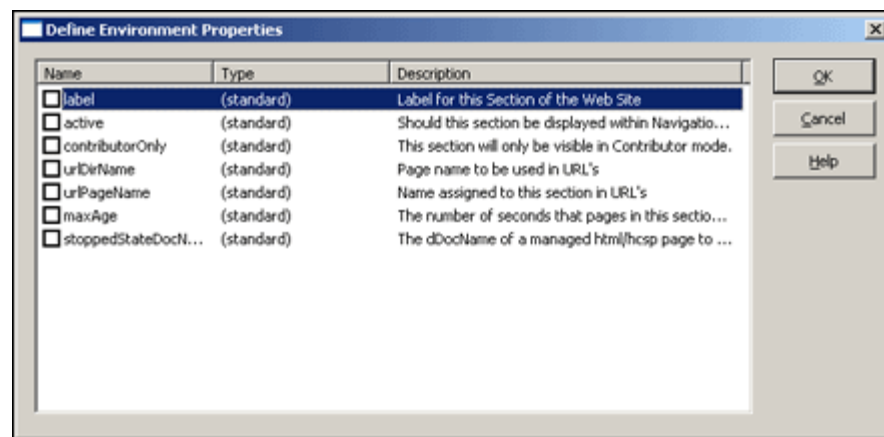 Define Environment Properties
Name Type Description
label (standard) Label for this Section of the Web Site
active (standard) Should this section be displayed within Navigatio...
contributorOnly (standard) This section will only be visible in Contributor mode.
urlDirName (standard) Page name to be used in URL's
urlPageName (standard) Name assigned to this section in URL's
maxAge (standard) The number of seconds that pages in this sectio...
stoppedStateDocN... (standard) The dDocName of a managed html/hcsp page to ...
OK
Cancel
Help